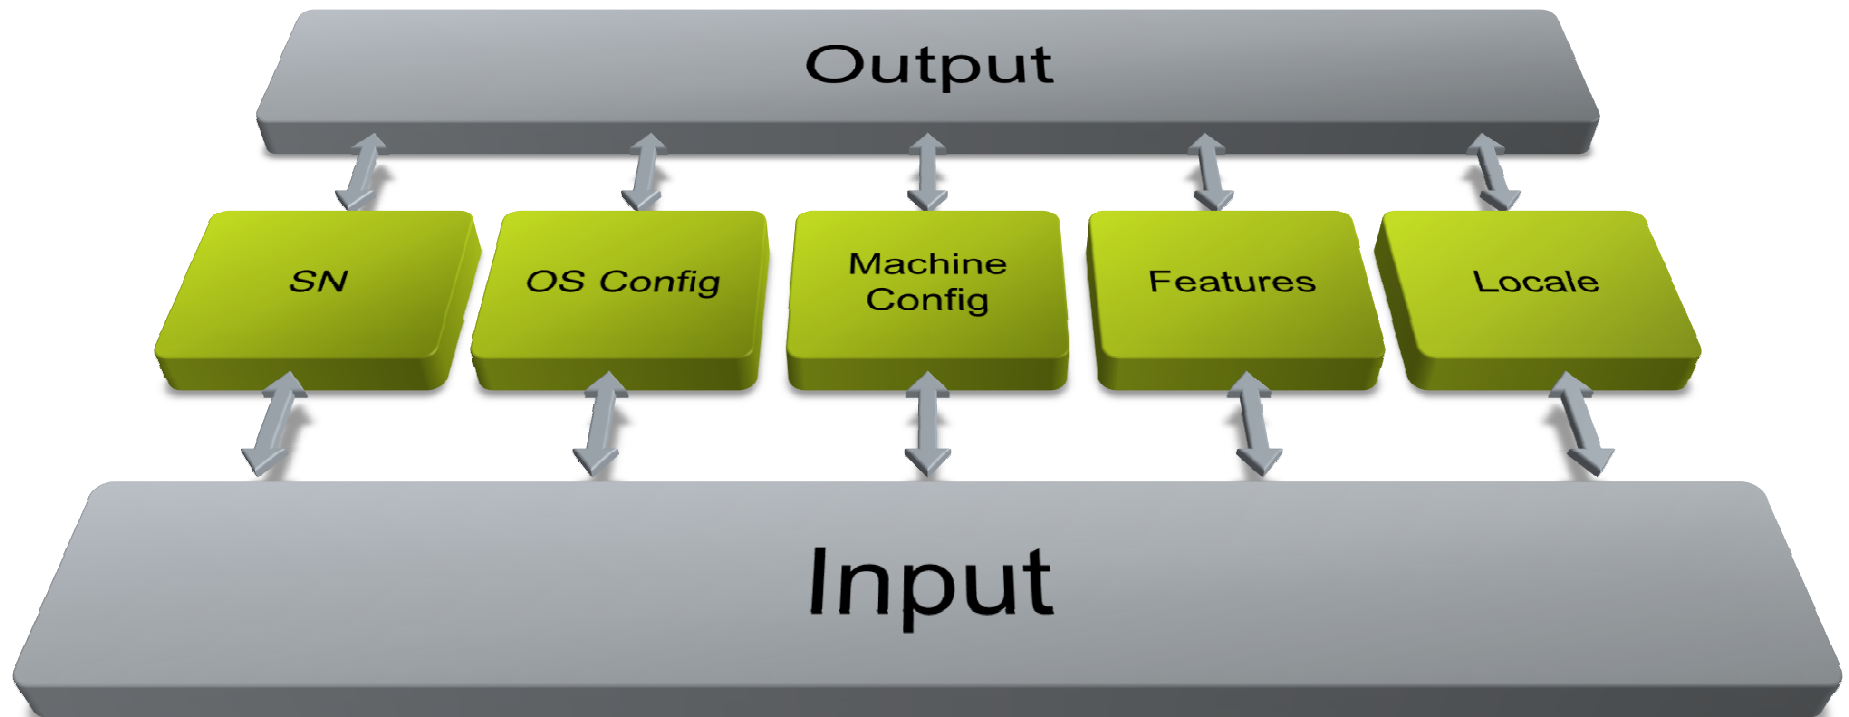 Output
SN
OS Config
Machine
Config
Features
Locale
Input